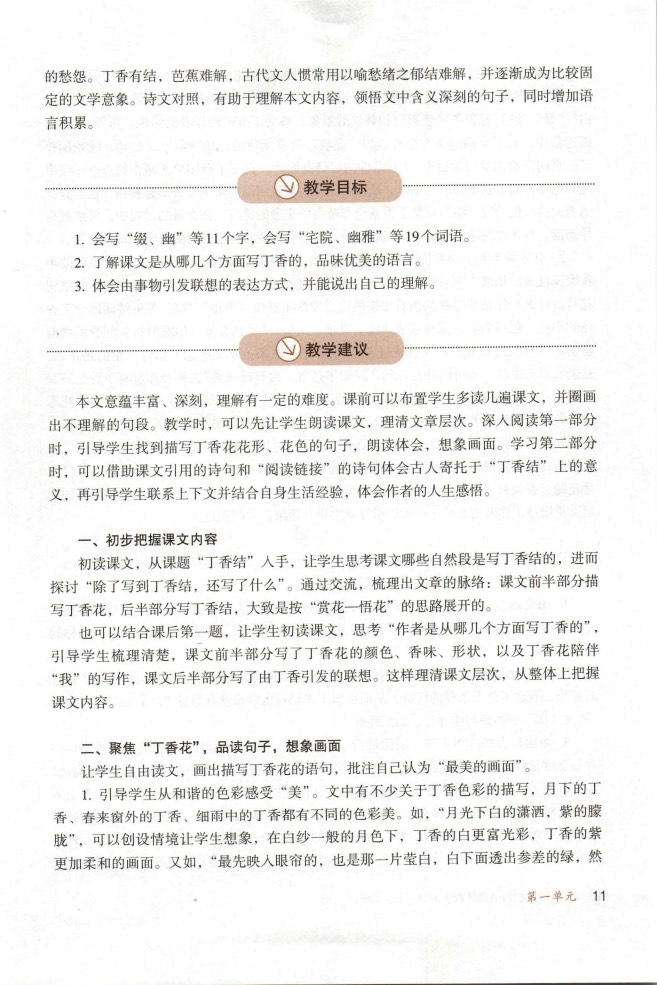 的愁怨。丁香有结，芭蕉难解，古代文人惯常用以喻愁绪之郁结难解，并逐渐成为比较固
定的文学意象。诗文对照，有助于理解本文内容，领悟文中含义深刻的句子，同时增加语
言积累。
教学目标
1. 会写“缀、幽”等11个字，会写“宅院、幽雅”等19个词语。
2. 了解课文是从哪几个方面写丁香的，品味优美的语言。
3. 体会由事物引发联想的表达方式，并能说出自己的理解。
教学建议
本文意蕴丰富、深刻，理解有一定的难度。课前可以布置学生多读几遍课文，并圈画
出不理解的句段。教学时，可以先让学生朗读课文，理清文章层次。深入阅读第一部分
时，引导学生找到描写丁香花花形、花色的句子，朗读体会，想象画面。学习第二部分
时，可以借助课文引用的诗句和“阅读链接”的诗句体会古人寄托于“丁香结”上的意
义，再引导学生联系上下文并结合自身生活经验，体会作者的人生感悟。
一、初步把握课文内容
初读课文，从课题“丁香结”入手，让学生思考课文哪些自然段是写丁香结的，进而
探讨“除了写到丁香结，还写了什么”。通过交流，梳理出文章的脉络：课文前半部分描
写丁香花，后半部分写丁香结，大致是按“赏花—悟花”的思路展开的。
也可以结合课后第一题，让学生初读课文，思考“作者是从哪几个方面写丁香的”，
引导学生梳理清楚，课文前半部分写了丁香花的颜色、香味、形状，以及丁香花陪伴
“我”的写作，课文后半部分写了由丁香引发的联想。这样理清课文层次，从整体上把握
课文内容。
二、聚焦“丁香花”，品读句子，想象画面
让学生自由读文，画出描写丁香花的语句，批注自己认为“最美的画面”。
1. 引导学生从和谐的色彩感受“美”。文中有不少关于丁香色彩的描写，月下的丁
香、春来窗外的丁香、细雨中的丁香都有不同的色彩美。如，“月光下白的潇洒，紫的朦
胧”，可以创设情境让学生想象，在白纱一般的月色下，丁香的白更富光彩，丁香的紫
更加柔和的画面。又如，“最先映入眼帘的，也是那一片莹白，白下面透出参差的绿，然
第一单元 11